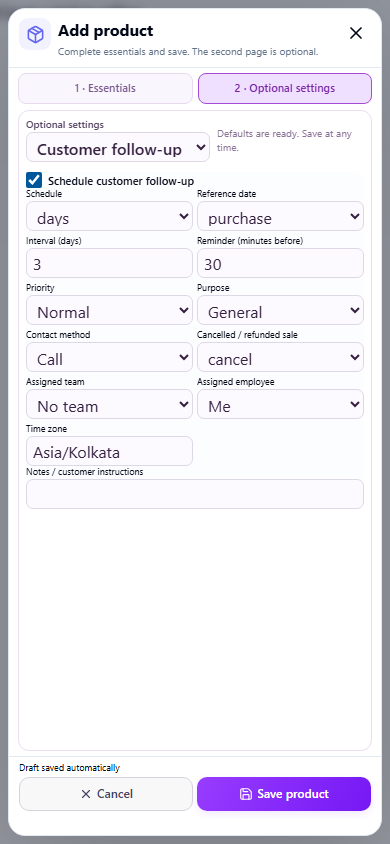 Add product
Complete essentials and save. The second page is optional.
1 · Essentials
2 · Optional settings
Optional settings
Customer follow-up
Defaults are ready. Save at any
time.
Schedule customer follow-up
Schedule
Reference date
days
purchase
Interval (days)
Reminder (minutes before)
3
30
Priority
Purpose
Normal
General
Contact method
Cancelled / refunded sale
Call
cancel
Assigned team
Assigned employee
No team
Me
Time zone
Asia/Kolkata
Notes / customer instructions
Draft saved automatically
Cancel
Save product